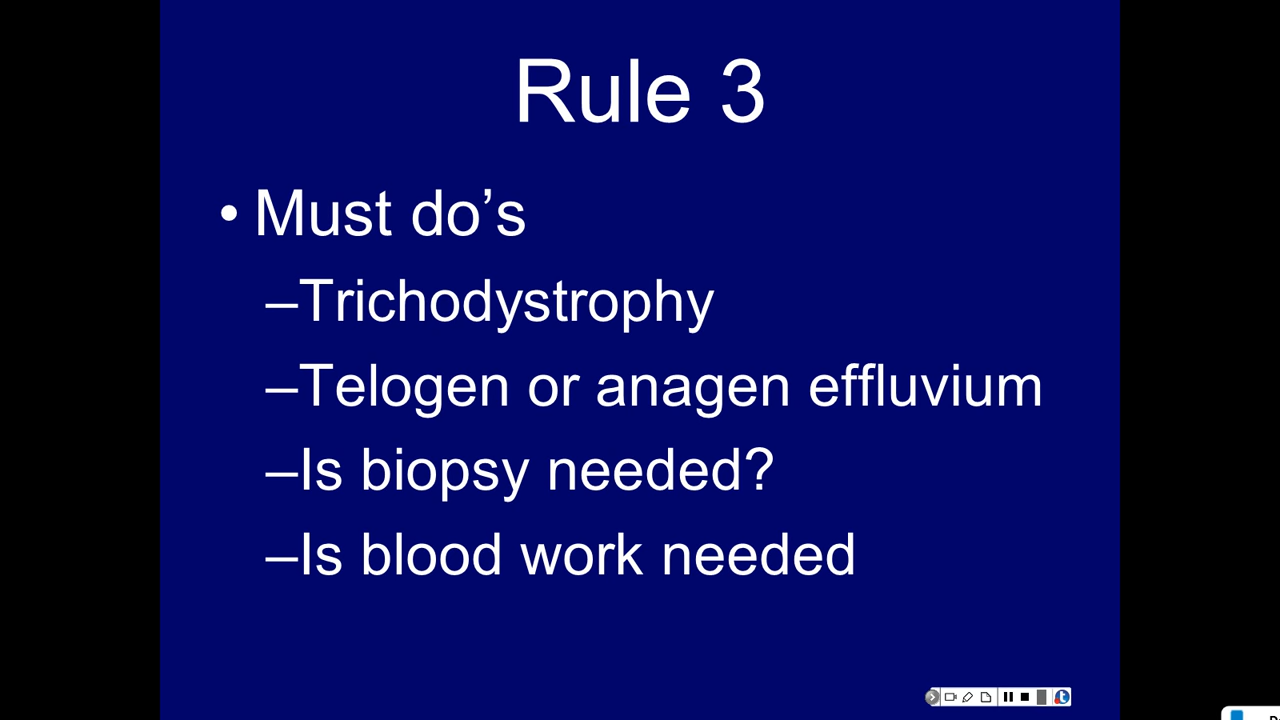 Rule 3
• Must do’s
–Trichodystrophy
–Telogen or anagen effluvium
–Is biopsy needed?
–Is blood work needed